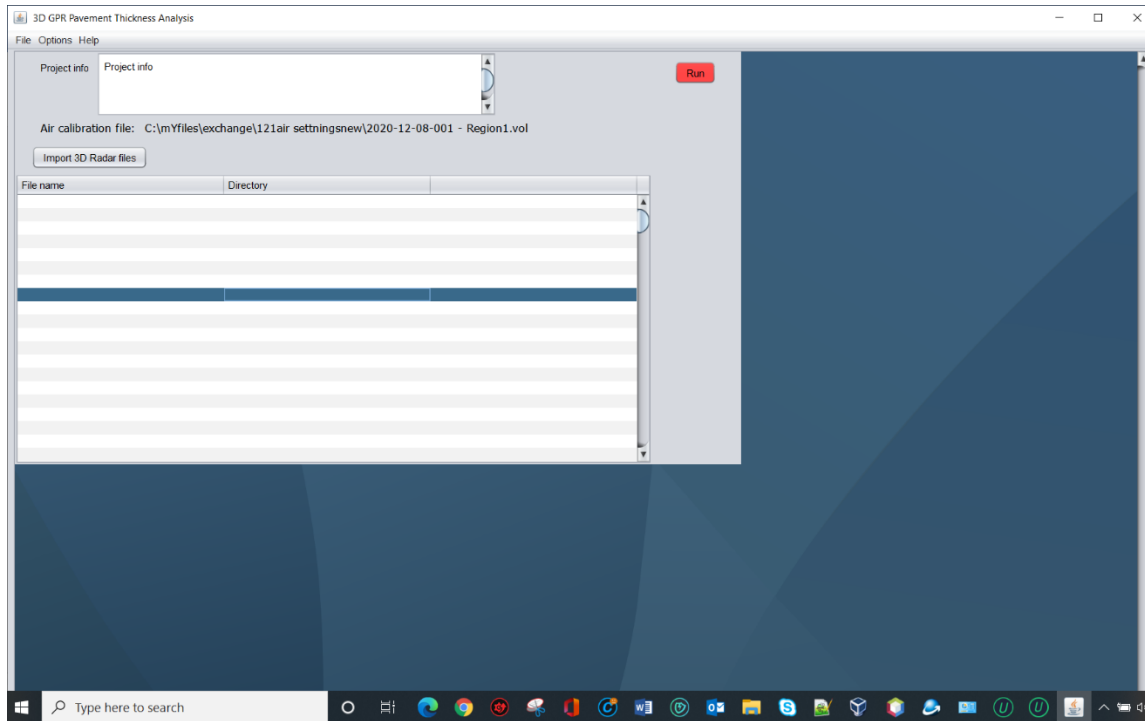 3D GPR Pavement Thickness Analysis
File Options Help
Project info
Project info
Run
Air calibration file: C:\mYfiles\exchange\121air settningsnew\2020-12-08-001 - Region1.vol
Import 3D Radar files
File name Directory
Type here to search